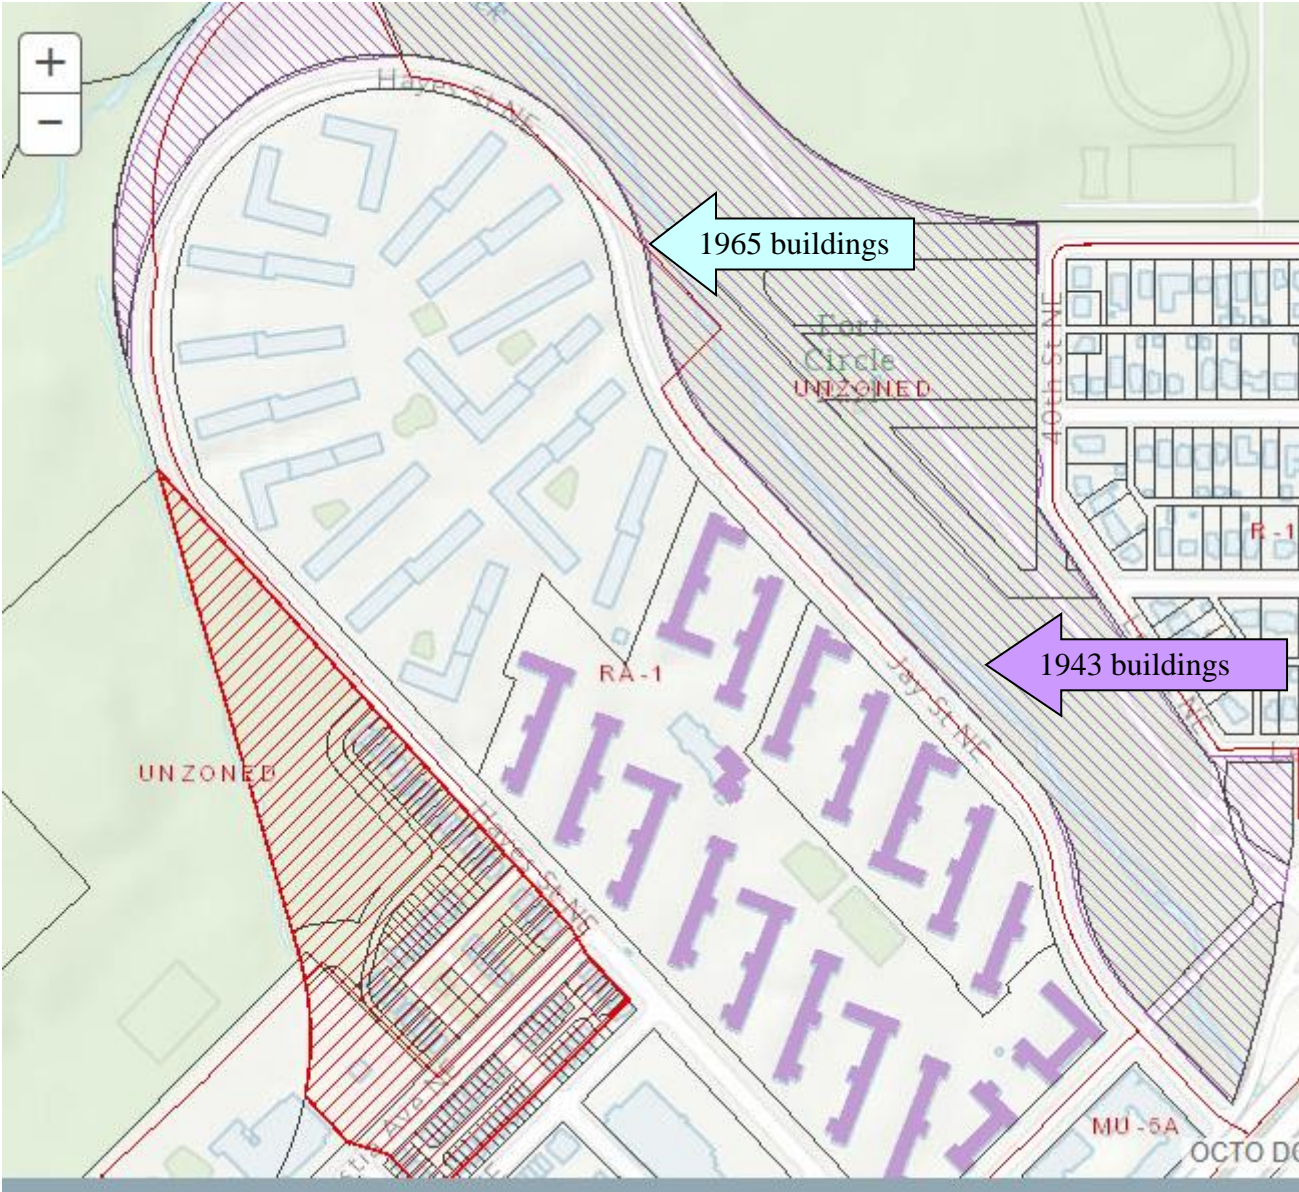 +
−
Hayes St NE
1965 buildings
Fort
Circle
UNZONED
40th St NE
R-1
1943 buildings
RA-1
Jay St NE
UNZONED
Hayes St NE
Ave
MU-5A
OCTO DC